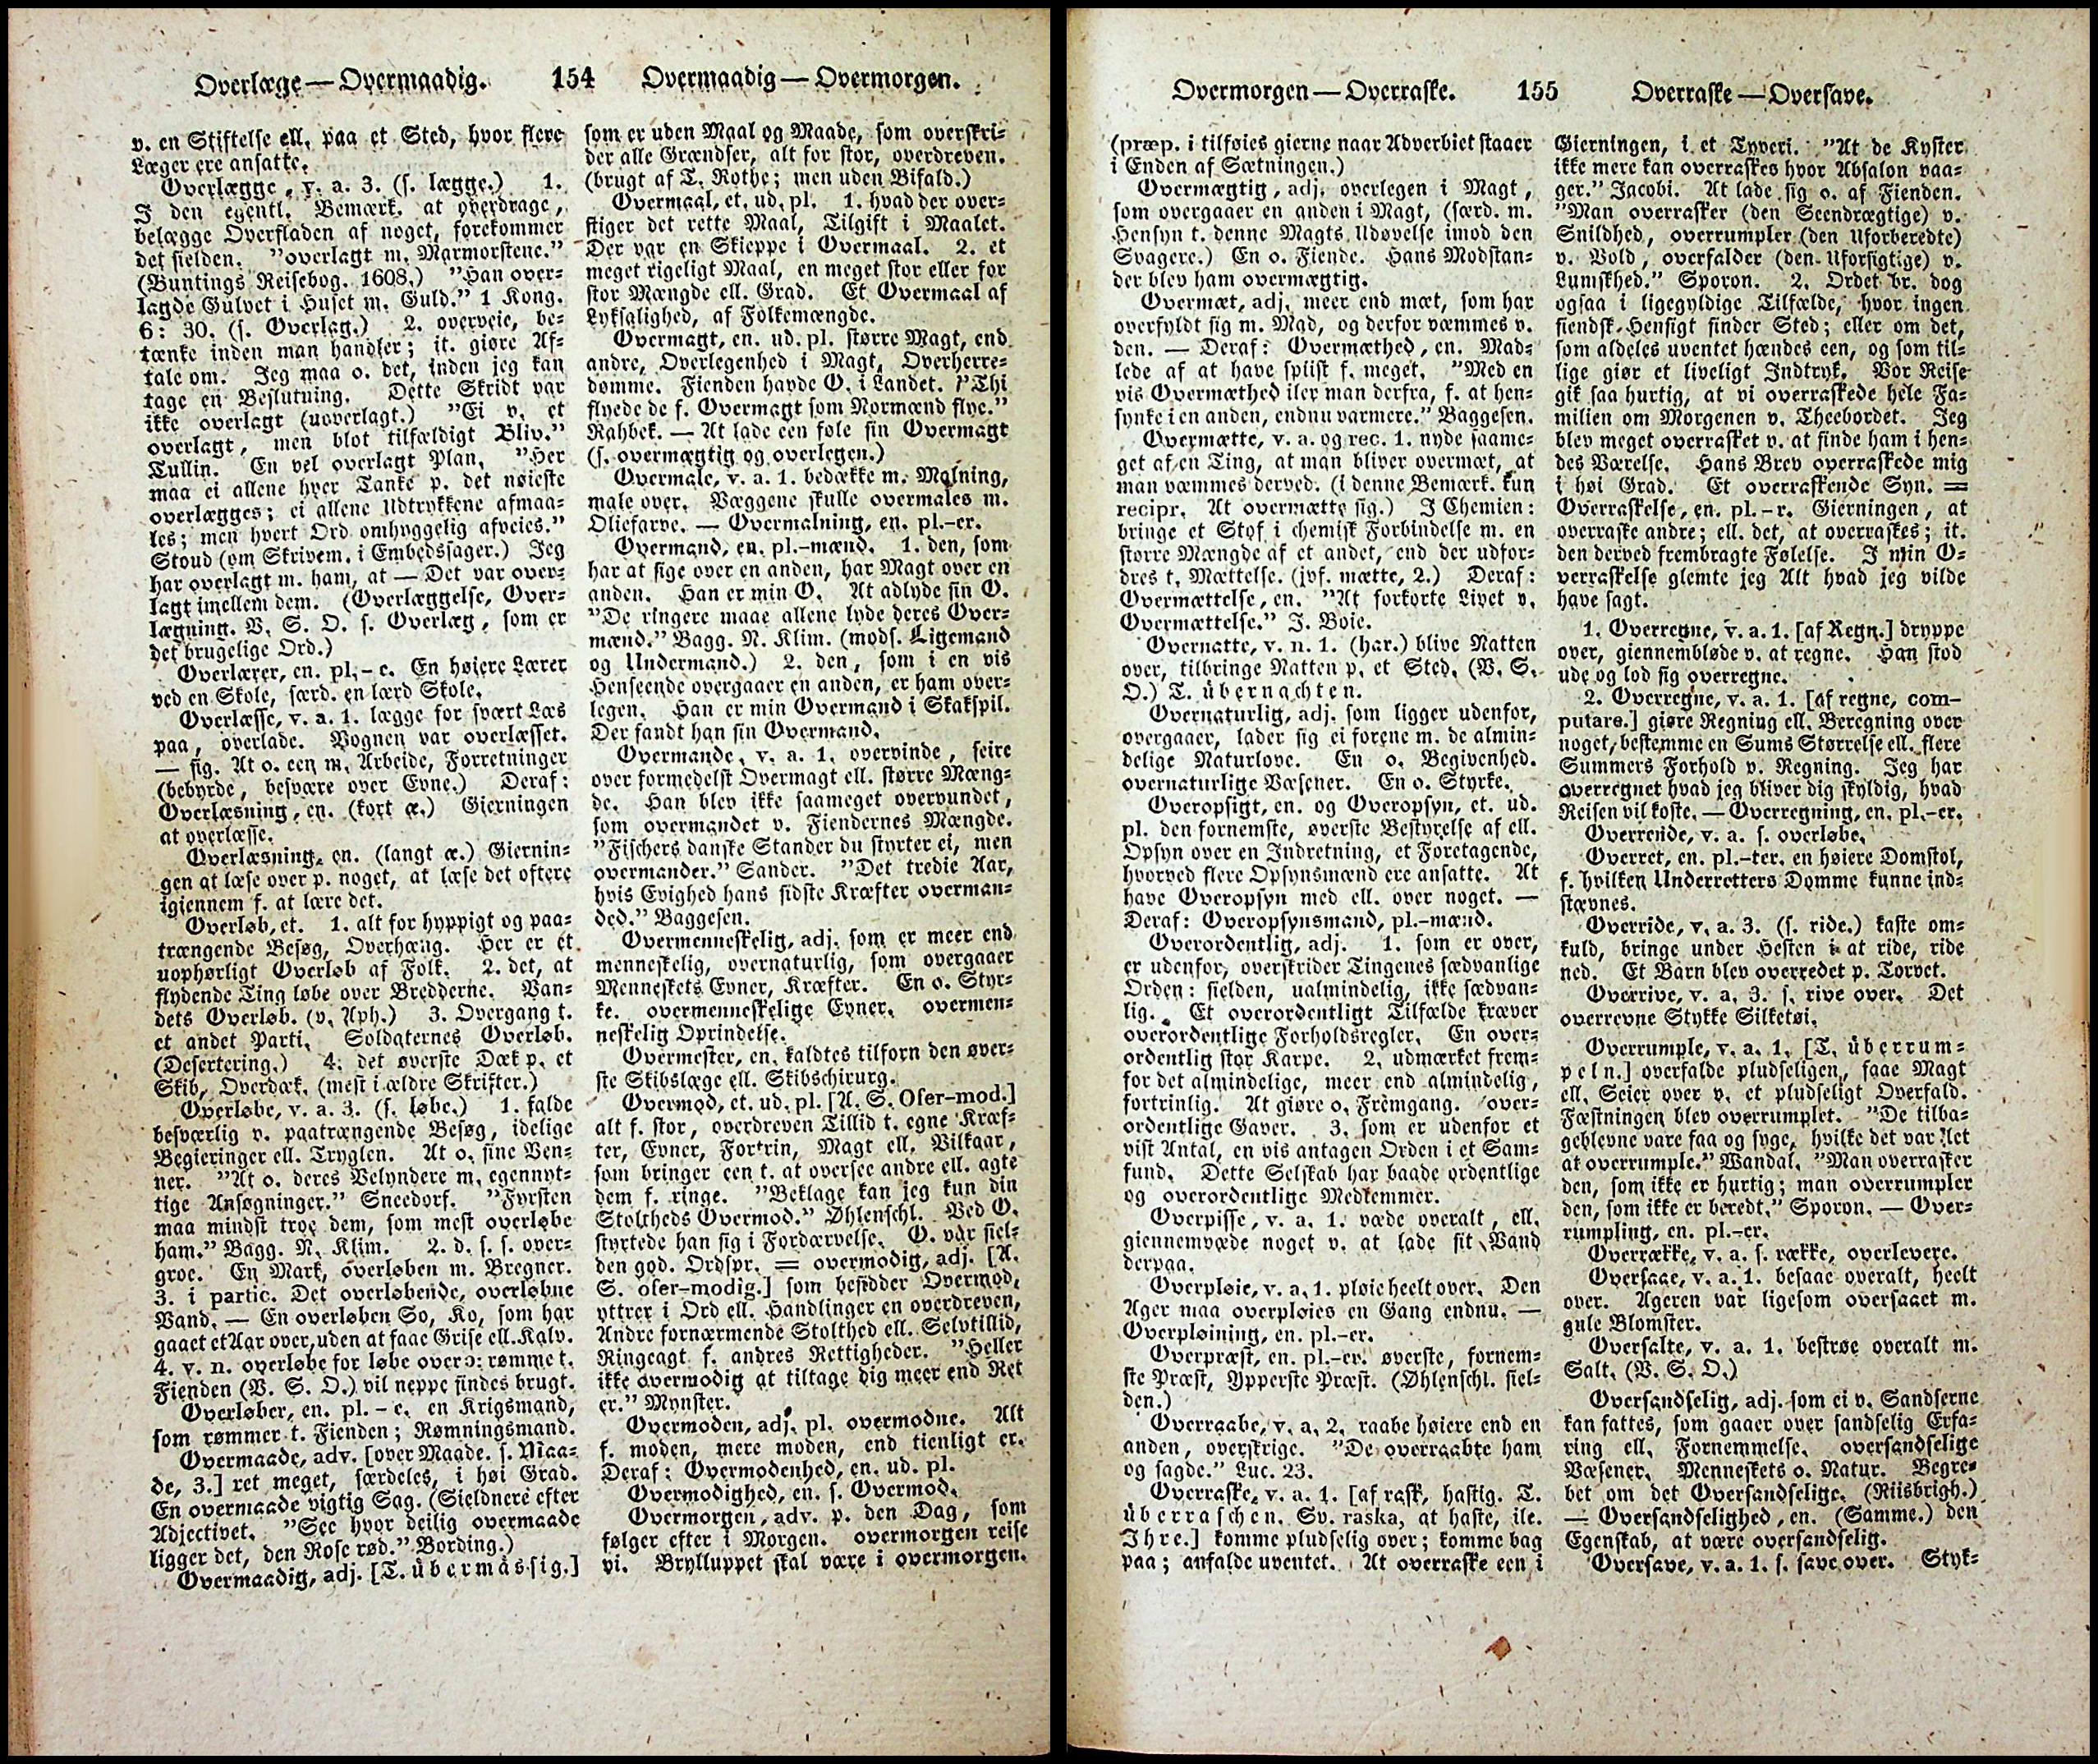 Overlæge — Overmaadig.
154
Overmaadig — Overmorgen.
v. en Stiftelse ell. paa et Sted, hvor flere
Læger ere ansatte.
Overlægge, v. a. 3. (s. lægge.) 1.
I den egentl. Bemærk. at overdrage,
belægge Overfladen af noget, forekommer
det sielden. "overlagt m. Marmorstene."
(Buntings Reisebog. 1608.) "Han over-
lagde Gulvet i Huset m. Guld." 1 Kong.
6: 30. (s. Overlag.) 2. overveie, be-
tænke inden man handler; it. giøre Af-
tale om. Jeg maa o. det, inden jeg kan
tage en Beslutning. Dette Skridt var
ikke overlagt (uoverlagt.) "Ei v. et
overlagt, men blot tilfældigt Bliv."
Tullin. En vel overlagt Plan. "Her
maa ei allene hver Tanke p. det nøieste
overlægges; ei allene Udtrykkene afmaa-
les; men hvert Ord omhyggelig afveies."
Stoud (om Skrivem. i Embedssager.) Jeg
har overlagt m. ham, at — Det var over-
lagt imellem dem. (Overlæggelse, Over-
lægning. V. S. O. s. Overlæg, som er
det brugelige Ord.)
Overlærer, en. pl. - e. En høiere Lærer
ved en Skole, særd. en lærd Skole.
Overlæsse, v. a. 1. lægge for svært Læs
paa, overlade. Vognen var overlæsset.
— fig. At o. een m. Arbeide, Forretninger
(bebyrde, besvære over Evne.) Deraf:
Overlæsning, en. (kort æ.) Gierningen
at overlæsse.
Overlæsning, en. (langt æ.) Giernin-
gen at læse over p. noget, at læse det oftere
igiennem f. at lære det.
Overløb, et. 1. alt for hyppigt og paa-
trængende Besøg, Overhæng. Her er et
uophørligt Overløb af Folk. 2. det, at
flydende Ting løbe over Bredderne. Van-
dets Overløb. (v. Aph.) 3. Overgang t.
et andet Parti. Soldaternes Overløb.
(Desertering.) 4. det øverste Dæk p. et
Skib, Overdæk. (mest i ældre Skrifter.)
Overløbe, v. a. 3. (s. løbe.) 1. falde
besværlig v. paatrængende Besøg, idelige
Begieringer ell. Tryglen. At o. sine Ven-
ner. "At o. deres Velyndere m. egennyt-
tige Ansøgninger." Sneedorf. "Fyrsten
maa mindst troe dem, som mest overløbe
ham." Bagg. N. Klim. 2. d. s. s. over-
groe. En Mark, overløben m. Bregner.
3. i partic. Det overløbende, overløbne
Vand. — En overløben So, Ko, som har
gaaet et Aar over, uden at faae Grise ell. Kalv.
4. v. n. overløbe for løbe over ɔ: rømme t.
Fienden (V. S. O.) vil neppe findes brugt.
Overløber, en. pl. - e. en Krigsmand,
som rømmer t. Fienden; Rømningsmand.
Overmaade, adv. [over Maade. s. Maa-
de, 3.] ret meget, særdeles, i høi Grad.
En overmaade vigtig Sag. (Sieldnere efter
Adjectivet. "See hvor deilig overmaade
ligger det, den Rose rød." Bording.)
Overmaadig, adj. [T. übermässig.]
som er uden Maal og Maade, som overskri-
der alle Grændser, alt for stor, overdreven.
(brugt af T. Rothe; men uden Bifald.)
Overmaal, et. ud. pl. 1. hvad der over-
stiger det rette Maal, Tilgift i Maalet.
Der var en Skieppe i Overmaal. 2. et
meget rigeligt Maal, en meget stor eller for
stor Mængde ell. Grad. Et Overmaal af
Lyksalighed, af Folkemængde.
Overmagt, en. ud. pl. større Magt, end
andre, Overlegenhed i Magt, Overherre-
dømme. Fienden havde O. i Landet. "Thi
flyede de f. Overmagt som Normænd flye."
Rahbek. — At lade een føle sin Overmagt
(s. overmægtig og overlegen.)
Overmale, v. a. 1. bedække m. Malning,
male over. Væggene skulle overmales m.
Oliefarve. — Overmalning, en. pl.-er.
Overmand, en. pl.-mænd. 1. den, som
har at sige over en anden, har Magt over en
anden. Han er min O. At adlyde sin O.
"De ringere maae allene lyde deres Over-
mænd." Bagg. N. Klim. (mods. Ligemand
og Undermand.) 2. den, som i en vis
Henseende overgaaer en anden, er ham over-
legen. Han er min Overmand i Skakspil.
Der fandt han sin Overmand.
Overmande, v. a. 1. overvinde, seire
over formedelst Overmagt ell. større Mæng-
de. Han blev ikke saameget overvundet,
som overmandet v. Fiendernes Mængde.
"Fischers danske Stander du styrter ei, men
overmander." Sander. "Det tredie Aar,
hvis Evighed hans sidste Kræfter overman-
ded." Baggesen.
Overmenneskelig, adj. som er meer end
menneskelig, overnaturlig, som overgaaer
Menneskets Evner, Kræfter. En o. Styr-
ke. overmenneskelige Evner. overmen-
neskelig Oprindelse.
Overmester, en. kaldtes tilforn den øver-
ste Skibslæge ell. Skibschirurg.
Overmod, et. ud. pl. [A. S. Ofer-mod.]
alt f. stor, overdreven Tillid t. egne Kræf-
ter, Evner, Fortrin, Magt ell. Vilkaar,
som bringer een t. at oversee andre ell. agte
dem f. ringe. "Beklage kan jeg kun din
Stoltheds Overmod." Øhlenschl. Ved O.
styrtede han sig i Fordærvelse. O. var siel-
den god. Ordspr. = overmodig, adj. [A.
S. ofer-modig.] som besidder Overmod,
yttrer i Ord ell. Handlinger en overdreven,
Andre fornærmende Stolthed ell. Selvtillid,
Ringeagt f. andres Rettigheder. "Heller
ikke overmodig at tiltage dig meer end Ret
er." Mynster.
Overmoden, adj. pl. overmodne. Alt
f. moden, mere moden, end tienligt er.
Deraf: Overmodenhed, en. ud. pl.
Overmodighed, en. s. Overmod.
Overmorgen, adv. p. den Dag, som
følger efter i Morgen. overmorgen reise
vi. Brylluppet skal være i overmorgen.
Overmorgen — Overraske.
155
Overraske — Oversave.
(præp. i tilføies gierne naar Adverbiet staaer
i Enden af Sætningen.)
Overmægtig, adj. overlegen i Magt,
som overgaaer en anden i Magt, (særd. m.
Hensyn t. denne Magts Udøvelse imod den
Svagere.) En o. Fiende. Hans Modstan-
der blev ham overmægtig.
Overmæt, adj. meer end mæt, som har
overfyldt sig m. Mad, og derfor væmmes v.
den. — Deraf: Overmæthed, en. Mad-
lede af at have spiist f. meget. "Med en
vis Overmæthed iler man derfra, f. at hen-
synke i en anden, endnu varmere." Baggesen.
Overmætte, v. a. og rec. 1. nyde saame-
get af en Ting, at man bliver overmæt, at
man væmmes derved. (i denne Bemærk. kun
recipr. At overmætte sig.) I Chemien:
bringe et Stof i chemisk Forbindelse m. en
større Mængde af et andet, end der udfor-
dres t. Mættelse. (jvf. mætte, 2.) Deraf:
Overmættelse, en. "At forkorte Livet v.
Overmættelse." J. Boie.
Overnatte, v. n. 1. (har.) blive Natten
over, tilbringe Natten p. et Sted. (V. S.
O.) T. übernachten.
Overnaturlig, adj. som ligger udenfor,
overgaaer, lader sig ei forene m. de almin-
delige Naturlove. En o. Begivenhed.
overnaturlige Væsener. En o. Styrke.
Overopsigt, en. og Overopsyn, et. ud.
pl. den fornemste, øverste Bestyrelse af ell.
Opsyn over en Indretning, et Foretagende,
hvorved flere Opsynsmænd ere ansatte. At
have Overopsyn med ell. over noget. —
Deraf: Overopsynsmand, pl.-mænd.
Overordentlig, adj. 1. som er over,
er udenfor, overskrider Tingenes sædvanlige
Orden: sielden, ualmindelig, ikke sædvan-
lig. Et overordentligt Tilfælde kræver
overordentlige Forholdsregler. En over-
ordentlig stor Karpe. 2. udmærket frem-
for det almindelige, meer end almindelig,
fortrinlig. At giøre o. Fremgang. over-
ordentlige Gaver. 3. som er udenfor et
vist Antal, en vis antagen Orden i et Sam-
fund. Dette Selskab har baade ordentlige
og overordentlige Medlemmer.
Overpisse, v. a. 1. væde overalt, ell.
giennemvæde noget v. at lade sit Vand
derpaa.
Overpløie, v. a. 1. pløie heelt over. Den
Ager maa overpløies en Gang endnu. —
Overpløining, en. pl.-er.
Overpræst, en. pl.-er. øverste, fornem-
ste Præst, Ypperste Præst. (Øhlenschl. siel-
den.)
Overraabe, v. a. 2. raabe høiere end en
anden, overskrige. "De overraabte ham
og sagde." Luc. 23.
Overraske, v. a. 1. [af rask, hastig. T.
überraschen. Sv. raska, at haste, ile.
Ihre.] komme pludselig over; komme bag
paa; anfalde uventet. At overraske een i
Gierningen, i et Tyveri. "At de Kyster
ikke mere kan overraskes hvor Absalon vaa-
ger." Jacobi. At lade sig o. af Fienden.
"Man overrasker (den Seendrægtige) v.
Snildhed, overrumpler (den Uforberedte)
v. Vold, overfalder (den Uforsigtige) v.
Lumskhed." Sporon. 2. Ordet br. dog
ogsaa i ligegyldige Tilfælde, hvor ingen
fiendsk Hensigt finder Sted; eller om det,
som aldeles uventet hændes een, og som til-
lige giør et liveligt Indtryk. Vor Reise
gik saa hurtig, at vi overraskede hele Fa-
milien om Morgenen v. Theebordet. Jeg
blev meget overrasket v. at finde ham i hen-
des Værelse. Hans Brev overraskede mig
i høi Grad. Et overraskende Syn. =
Overraskelse, en. pl.-r. Gierningen, at
overraske andre; ell. det, at overraskes; it.
den derved frembragte Følelse. I min O-
verraskelse glemte jeg Alt hvad jeg vilde
have sagt.
1. Overregne, v. a. 1. [af Regn.] dryppe
over, giennembløde v. at regne. Han stod
ude og lod sig overregne.
2. Overregne, v. a. 1. [af regne, com-
putare.] giøre Regning ell. Beregning over
noget, bestemme en Sums Størrelse ell. flere
Summers Forhold v. Regning. Jeg har
overregnet hvad jeg bliver dig skyldig, hvad
Reisen vil koste. — Overregning, en. pl.-er.
Overrende, v. a. s. overløbe.
Overret, en. pl.-ter. en høiere Domstol,
f. hvilken Underretters Domme kunne ind-
stævnes.
Override, v. a. 3. (s. ride.) kaste om-
kuld, bringe under Hesten i at ride, ride
ned. Et Barn blev overredet p. Torvet.
Overrive, v. a. 3. s. rive over. Det
overrevne Stykke Silketøi.
Overrumple, v. a. 1. [T. überrum-
peln.] overfalde pludseligen, faae Magt
ell. Seier over v. et pludseligt Overfald.
Fæstningen blev overrumplet. "De tilba-
geblevne vare faa og syge, hvilke det var let
at overrumple." Wandal. "Man overrasker
den, som ikke er hurtig; man overrumpler
den, som ikke er beredt." Sporon. — Over-
rumpling, en. pl.-er.
Overrække, v. a. s. række, overlevere.
Oversaae, v. a. 1. besaae overalt, heelt
over. Ageren var ligesom oversaaet m.
gule Blomster.
Oversalte, v. a. 1. bestrøe overalt m.
Salt. (V. S. O.)
Oversandselig, adj. som ei v. Sandserne
kan fattes, som gaaer over sandselig Erfa-
ring ell. Fornemmelse. oversandselige
Væsener. Menneskets o. Natur. Begre-
bet om det Oversandselige. (Riisbrigh.)
— Oversandselighed, en. (Samme.) den
Egenskab, at være oversandselig.
Oversave, v. a. 1. s. save over. Styk-